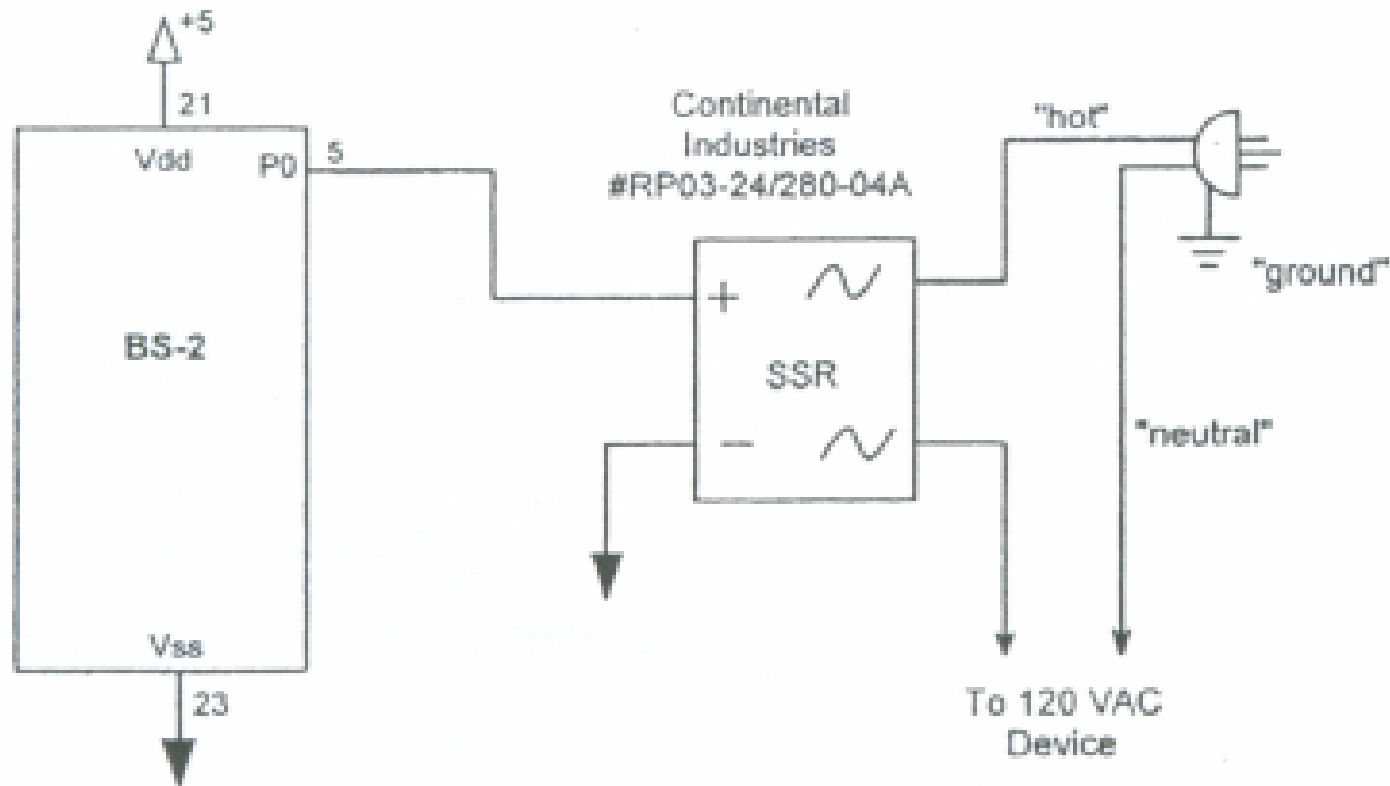 +5
21
Vdd
P0
5
BS-2
Vss
23
Continental
Industries
#RP03-24/280-04A
+
SSR
−
"hot"
"ground"
"neutral"
To 120 VAC
Device